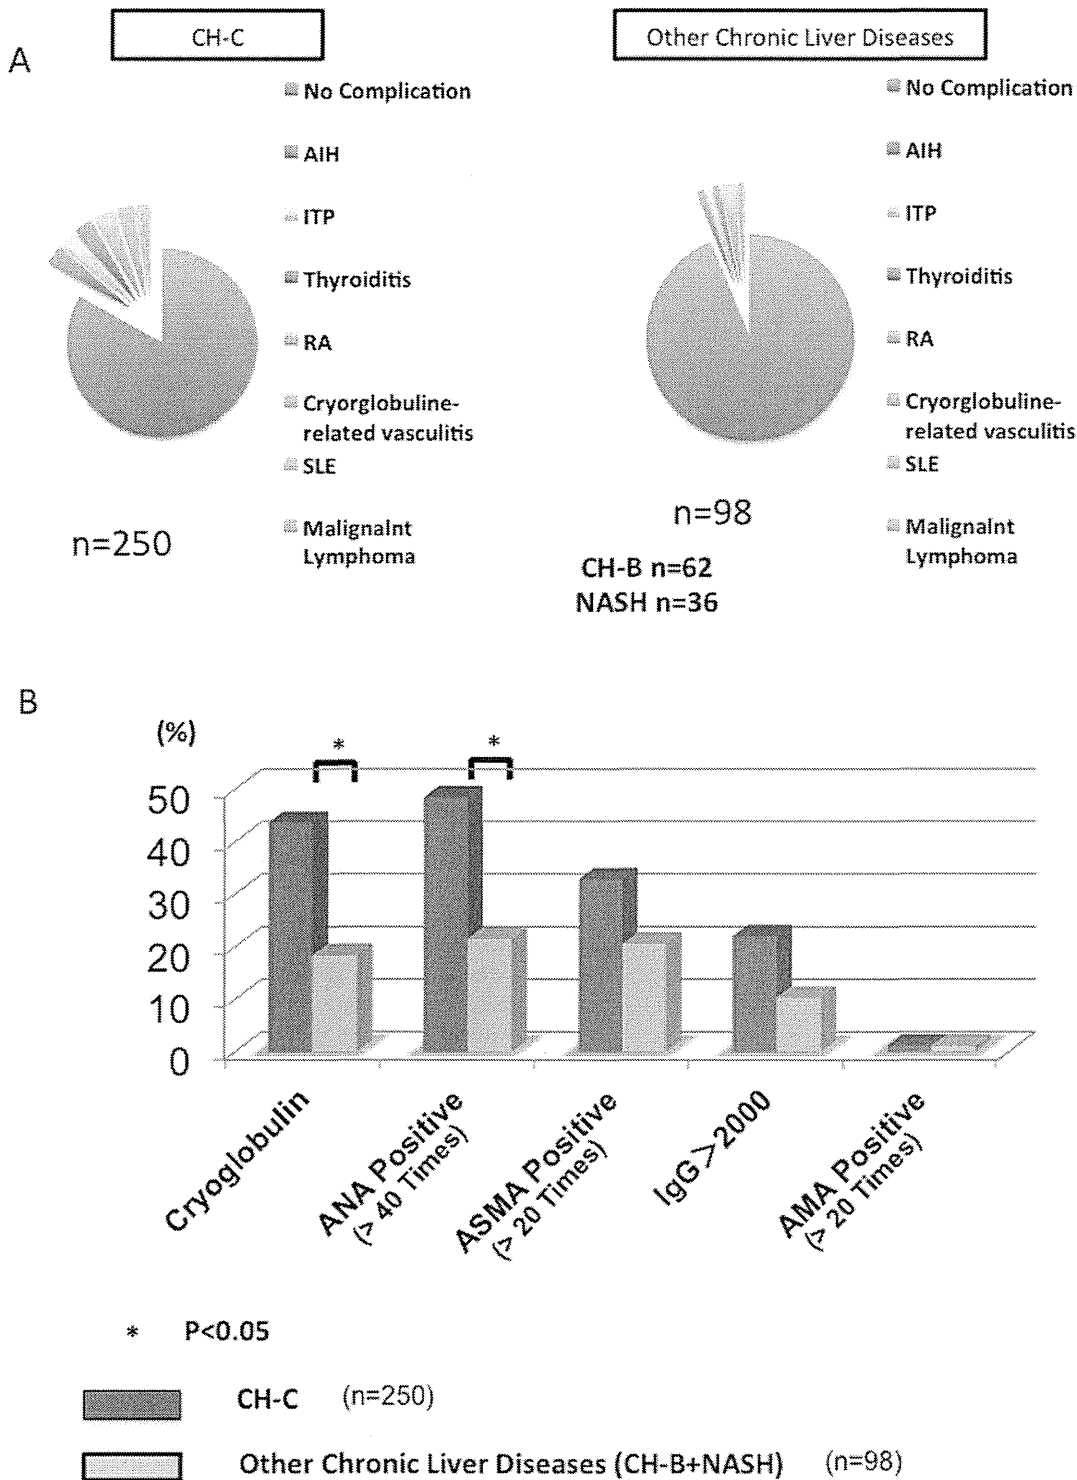 A
CH-C
No Complication
AIH
ITP
Thyroiditis
RA
Cryorglobuline-
related vasculitis
SLE
Malignalnt
Lymphoma
n=250
Other Chronic Liver Diseases
No Complication
AIH
ITP
Thyroiditis
RA
Cryorglobuline-
related vasculitis
SLE
Malignalnt
Lymphoma
n=98
CH-B n=62
NASH n=36
B
(%)
* *
50
40
30
20
10
0
Cryoglobulin
ANA Positive
(> 40 Times)
ASMA Positive
(> 20 Times)
IgG＞2000
AMA Positive
(> 20 Times)
* P<0.05
CH-C (n=250)
Other Chronic Liver Diseases (CH-B+NASH) (n=98)